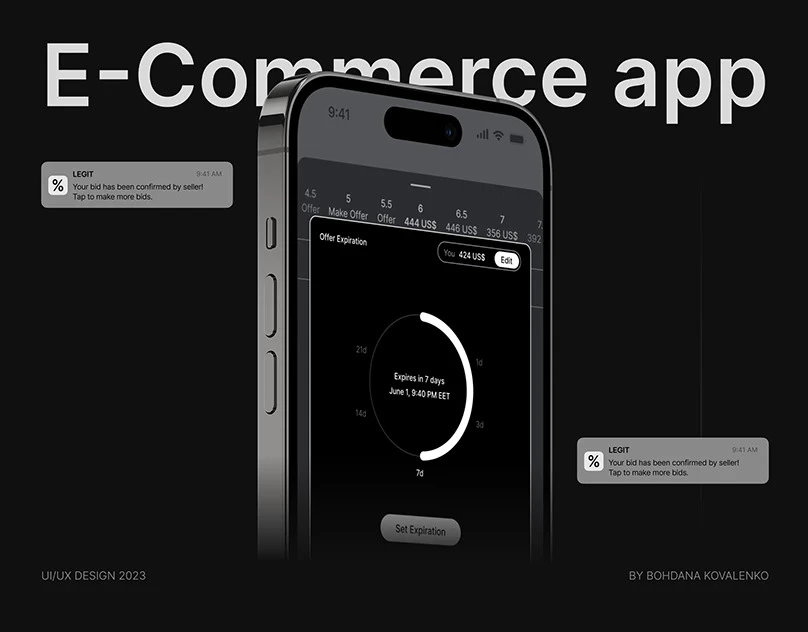 E-Commerce app
9:41
LEGIT 9:41 AM
%
Your bid has been confirmed by seller!
Tap to make more bids.
4.5 5 5.5 6 6.5 7 7.
Offer Make Offer Offer 444 US$ 446 US$ 356 US$ 392
Offer Expiration
You 424 US$ Edit
21d
1d
Expires in 7 days
June 1, 9:40 PM EET
14d
3d
7d
LEGIT 9:41 AM
%
Your bid has been confirmed by seller!
Tap to make more bids.
Set Expiration
UI/UX DESIGN 2023
BY BOHDANA KOVALENKO